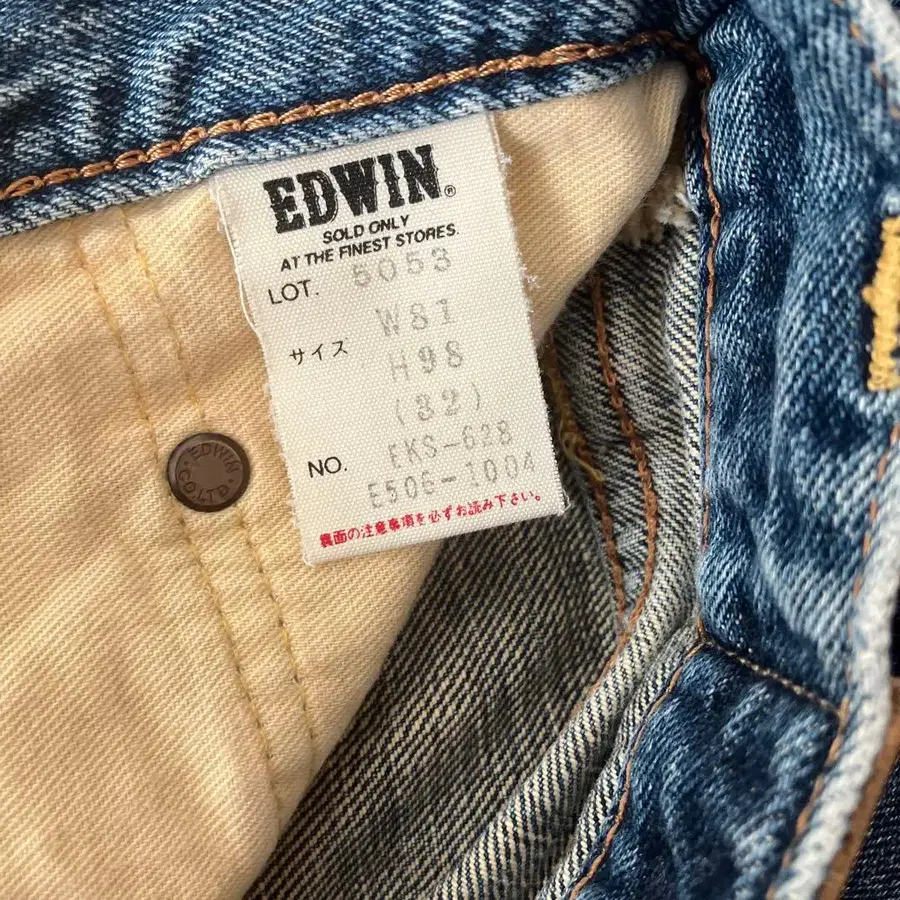 EDWIN®
SOLD ONLY
AT THE FINEST STORES.
LOT. 5053
サイズ W81
H98
(32)
NO. EKS-628
E506-1004
裏面の注意事項を必ずお読み下さい。
EDWIN
CO.LTD.